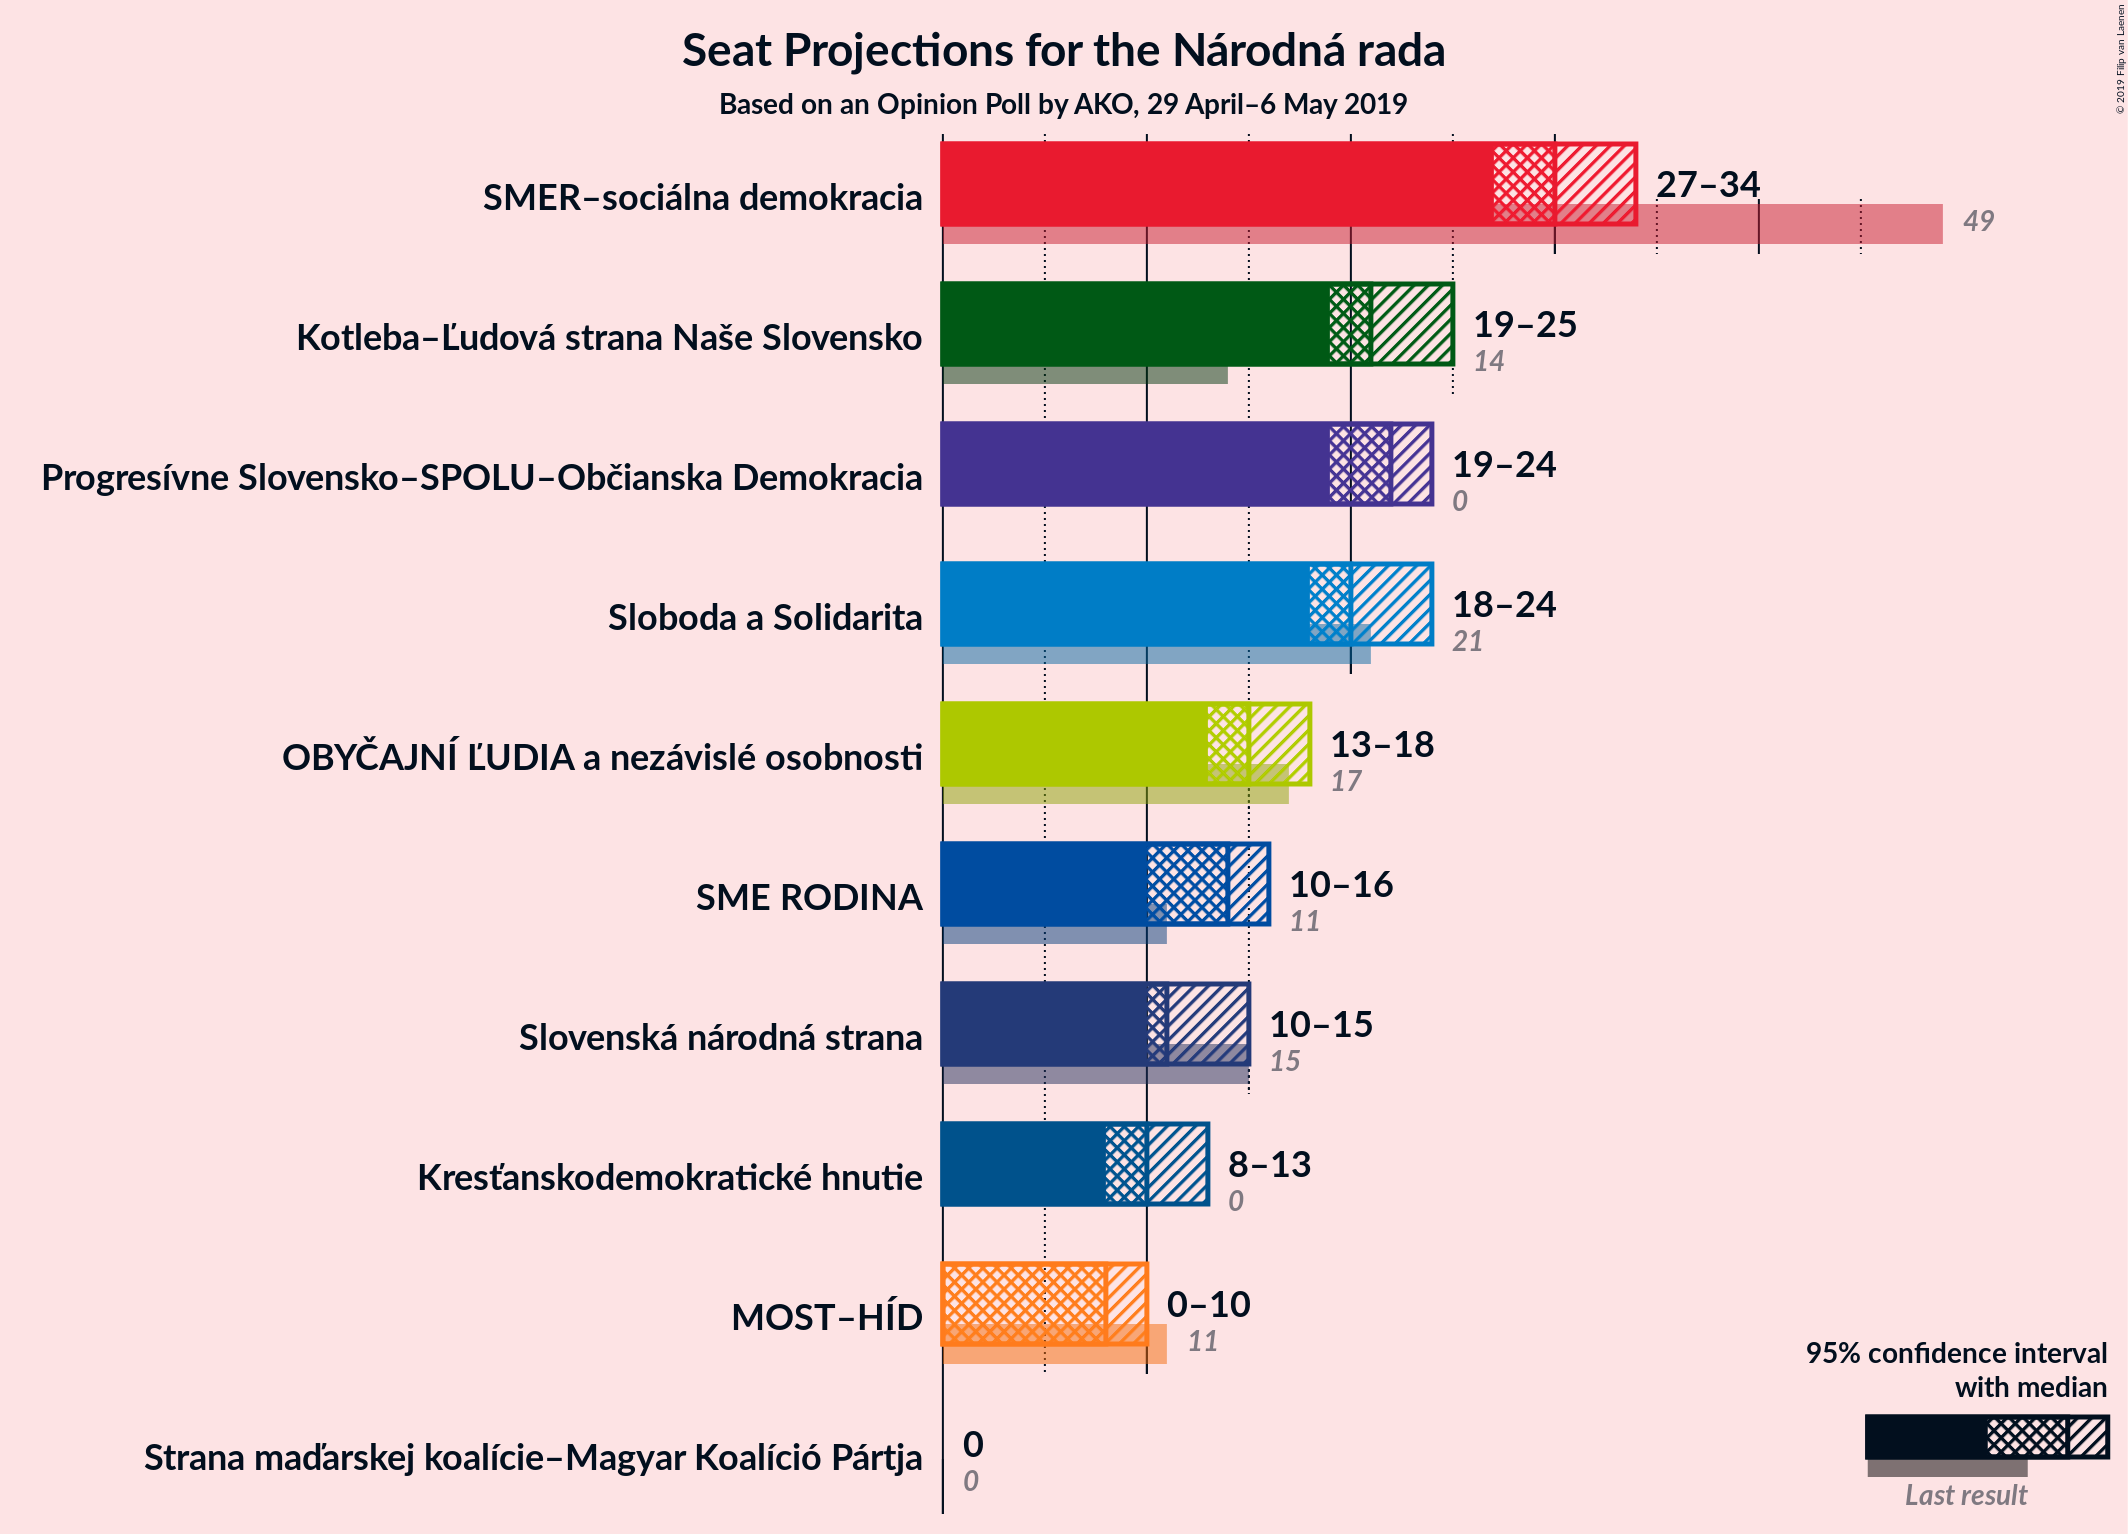 Seat Projections for the Národná rada
Based on an Opinion Poll by AKO, 29 April–6 May 2019
© 2019 Filip van Laenen
SMER–sociálna demokracia
27–34
49
Kotleba–Ľudová strana Naše Slovensko
19–25
14
Progresívne Slovensko–SPOLU–Občianska Demokracia
19–24
0
Sloboda a Solidarita
18–24
21
OBYČAJNÍ ĽUDIA a nezávislé osobnosti
13–18
17
SME RODINA
10–16
11
Slovenská národná strana
10–15
15
Kresťanskodemokratické hnutie
8–13
0
MOST–HÍD
0–10
11
Strana maďarskej koalície–Magyar Koalíció Pártja
0
0
95% confidence interval
with median
Last result